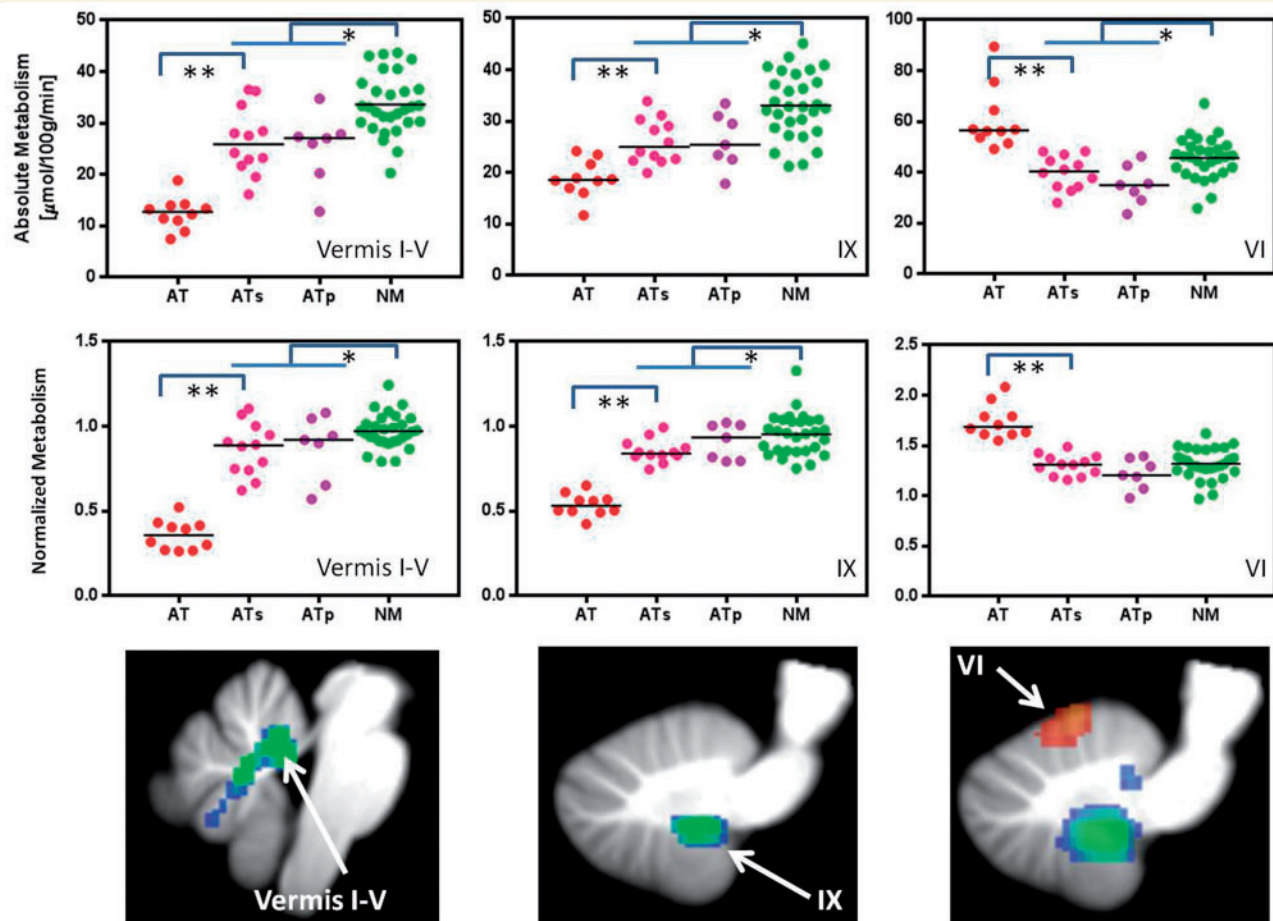 Absolute Metabolism
[μmol/100g/min]
50
40
30
20
10
0
** *
Vermis I-V
AT ATs ATp NM
50
40
30
20
10
0
** *
IX
AT ATs ATp NM
100
80
60
40
20
0
** *
VI
AT ATs ATp NM
Normalized Metabolism
1.5
1.0
0.5
0.0
** *
Vermis I-V
AT ATs ATp NM
1.5
1.0
0.5
0.0
** *
IX
AT ATs ATp NM
2.5
2.0
1.5
1.0
0.5
0.0
**
VI
AT ATs ATp NM
Vermis I-V
IX
VI